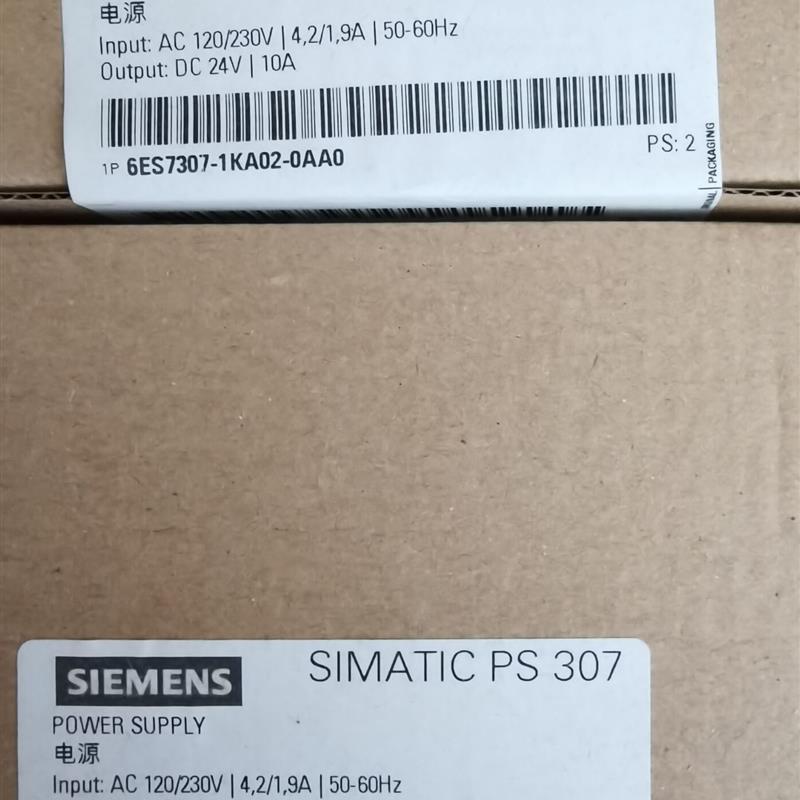 电源
Input: AC 120/230V | 4,2/1,9A | 50-60Hz
Output: DC 24V | 10A
1P 6ES7307-1KA02-0AA0
PS: 2
PACKAGING
SIEMENS
SIMATIC PS 307
POWER SUPPLY
电源
Input: AC 120/230V | 4,2/1,9A | 50-60Hz